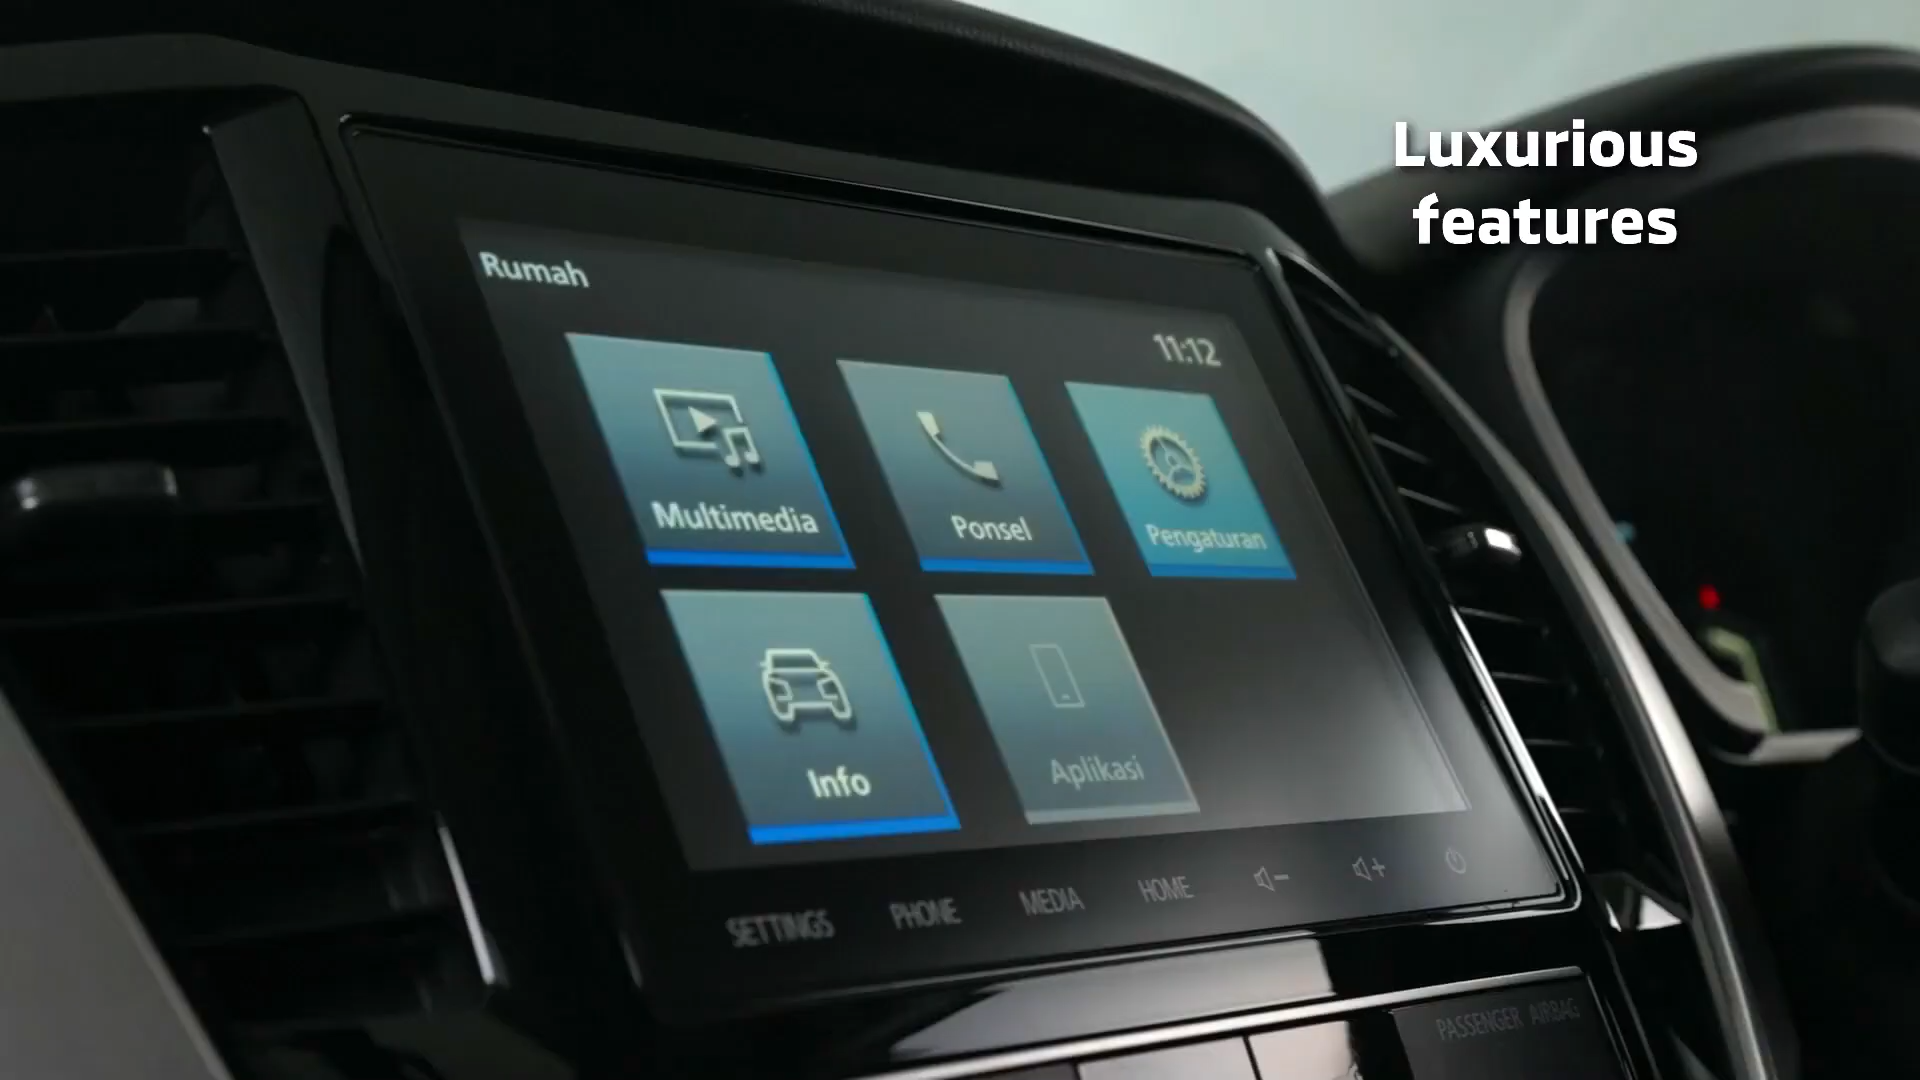 Luxurious
features
Rumah
11:12
Multimedia
Ponsel
Pengaturan
Info
Aplikasi
SETTINGS PHONE MEDIA HOME
PASSENGER AIRBAG